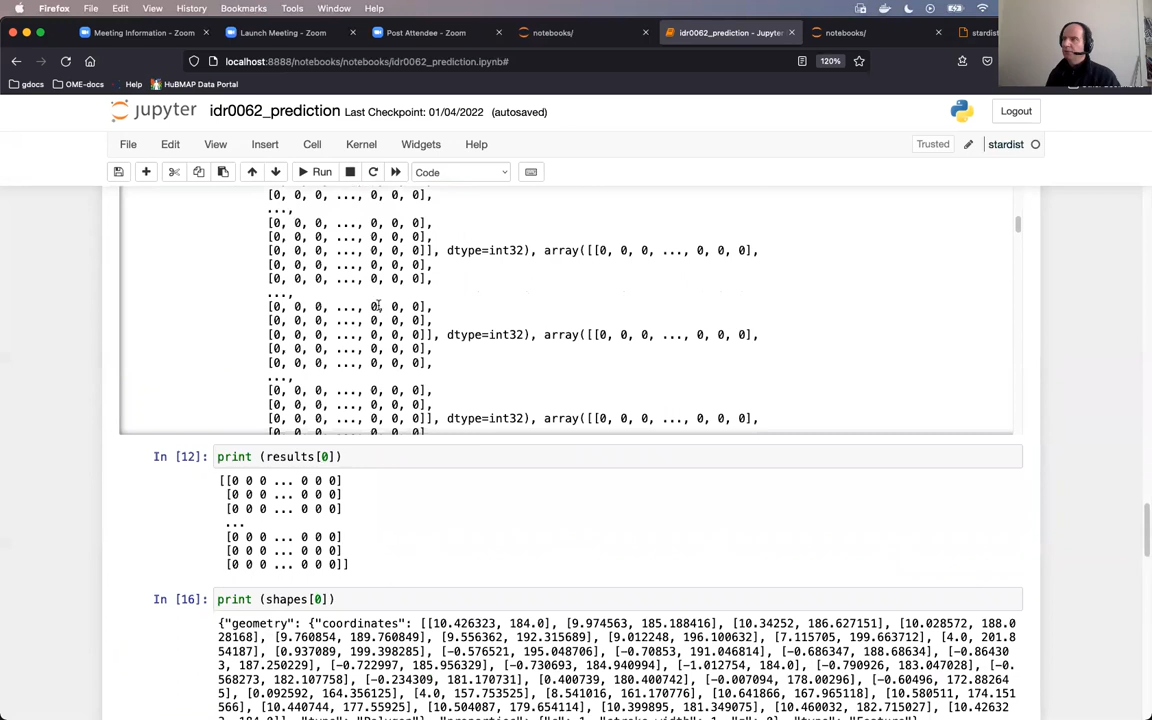 Firefox File Edit View History Bookmarks Tools Window Help
Meeting Information - Zoom × Launch Meeting - Zoom × Post Attendee - Zoom × notebooks/ × idr0062_prediction - Jupyter × notebooks/ × stardist
localhost:8888/notebooks/notebooks/idr0062_prediction.ipynb# 120%
gdocs OME-docs Help HuBMAP Data Portal
jupyter idr0062_prediction Last Checkpoint: 01/04/2022 (autosaved) Logout
File Edit View Insert Cell Kernel Widgets Help Trusted stardist
Run Code
[0, 0, 0, ..., 0, 0, 0],
...,
[0, 0, 0, ..., 0, 0, 0],
[0, 0, 0, ..., 0, 0, 0],
[0, 0, 0, ..., 0, 0, 0]], dtype=int32), array([[0, 0, 0, ..., 0, 0, 0],
[0, 0, 0, ..., 0, 0, 0],
[0, 0, 0, ..., 0, 0, 0],
...,
[0, 0, 0, ..., 0, 0, 0],
[0, 0, 0, ..., 0, 0, 0],
[0, 0, 0, ..., 0, 0, 0]], dtype=int32), array([[0, 0, 0, ..., 0, 0, 0],
[0, 0, 0, ..., 0, 0, 0],
[0, 0, 0, ..., 0, 0, 0],
...,
[0, 0, 0, ..., 0, 0, 0],
[0, 0, 0, ..., 0, 0, 0],
[0, 0, 0, ..., 0, 0, 0]], dtype=int32), array([[0, 0, 0, ..., 0, 0, 0],
In [12]: print (results[0])
[[0 0 0 ... 0 0 0]
[0 0 0 ... 0 0 0]
[0 0 0 ... 0 0 0]
...
[0 0 0 ... 0 0 0]
[0 0 0 ... 0 0 0]
[0 0 0 ... 0 0 0]]
In [16]: print (shapes[0])
{"geometry": {"coordinates": [[10.426323, 184.0], [9.974563, 185.188416], [10.34252, 186.627151], [10.028572, 188.0
28168], [9.760854, 189.760849], [9.556362, 192.315689], [9.012248, 196.100632], [7.115705, 199.663712], [4.0, 201.8
54187], [0.937089, 199.398285], [-0.576521, 195.048706], [-0.70853, 191.046814], [-0.686347, 188.68634], [-0.86430
3, 187.250229], [-0.722997, 185.956329], [-0.730693, 184.940994], [-1.012754, 184.0], [-0.790926, 183.047028], [-0.
568273, 182.107758], [-0.234309, 181.170731], [0.400739, 180.400742], [-0.007094, 178.00296], [-0.60496, 172.88264
5], [0.092592, 164.356125], [4.0, 157.753525], [8.541016, 161.170776], [10.641866, 167.965118], [10.580511, 174.151
566], [10.440744, 177.55925], [10.504087, 179.654114], [10.399891, 181.349075], [10.460032, 182.715027], [10.42632